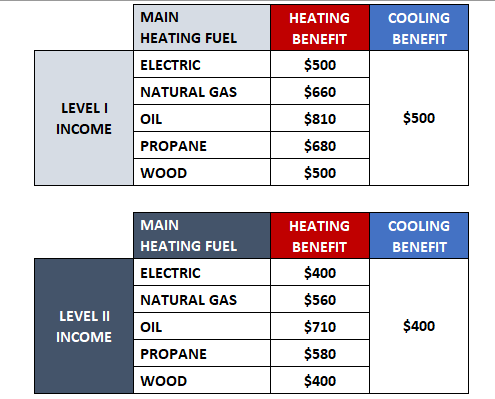 MAIN HEATING BENEFIT COOLING BENEFIT
HEATING FUEL
LEVEL I INCOME
ELECTRIC $500
NATURAL GAS $660
OIL $810 $500
PROPANE $680
WOOD $500
MAIN HEATING BENEFIT COOLING BENEFIT
HEATING FUEL
LEVEL II INCOME
ELECTRIC $400
NATURAL GAS $560
OIL $710 $400
PROPANE $580
WOOD $400